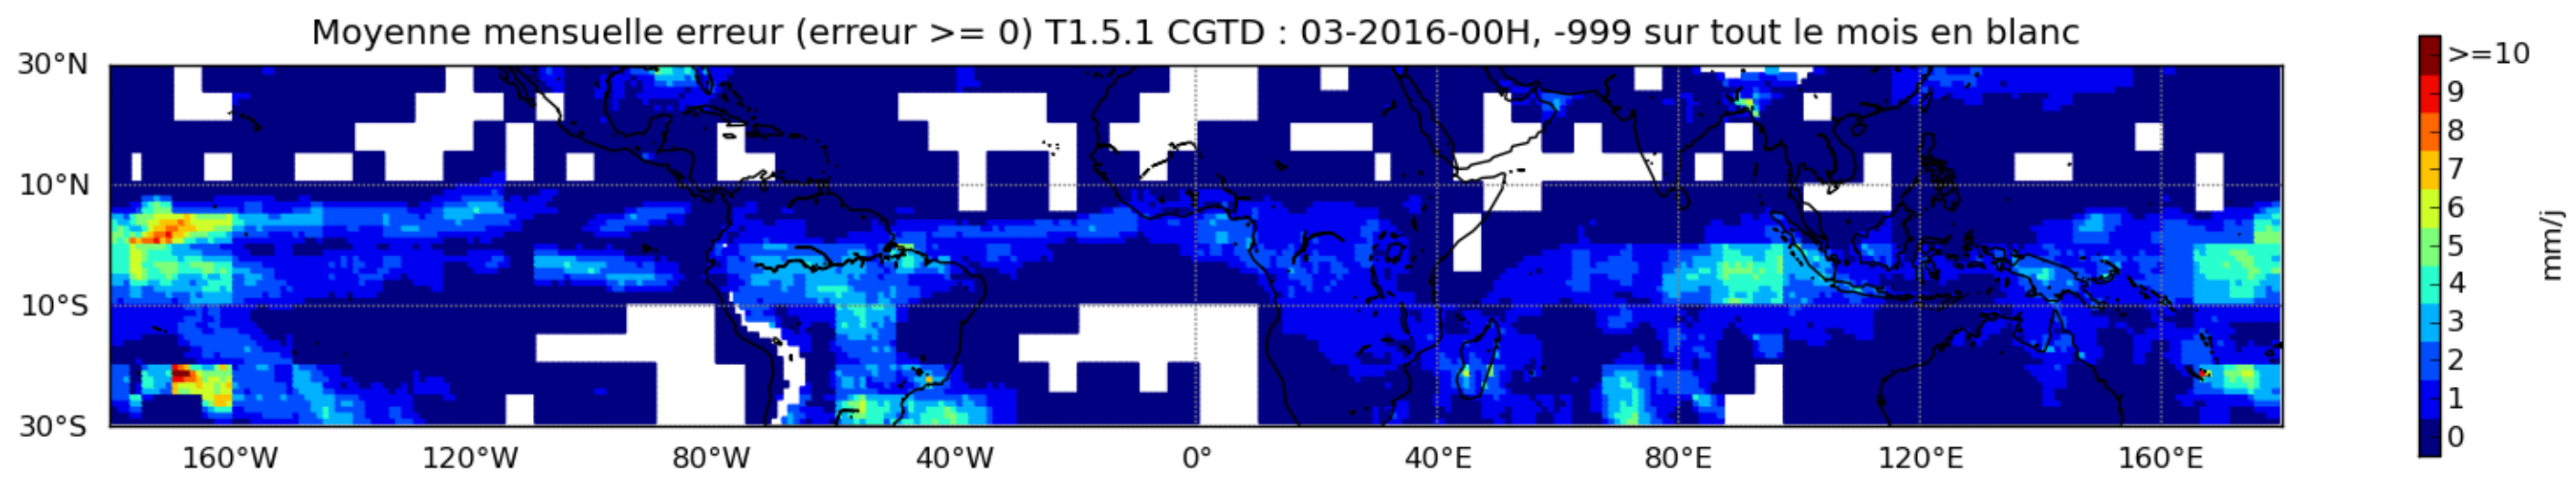 Moyenne mensuelle erreur (erreur >= 0) T1.5.1 CGTD : 03-2016-00H, -999 sur tout le mois en blanc
30°N
10°N
10°S
30°S
160°W 120°W 80°W 40°W 0° 40°E 80°E 120°E 160°E
>=10
9
8
7
6
5
4
3
2
1
0
mm/j